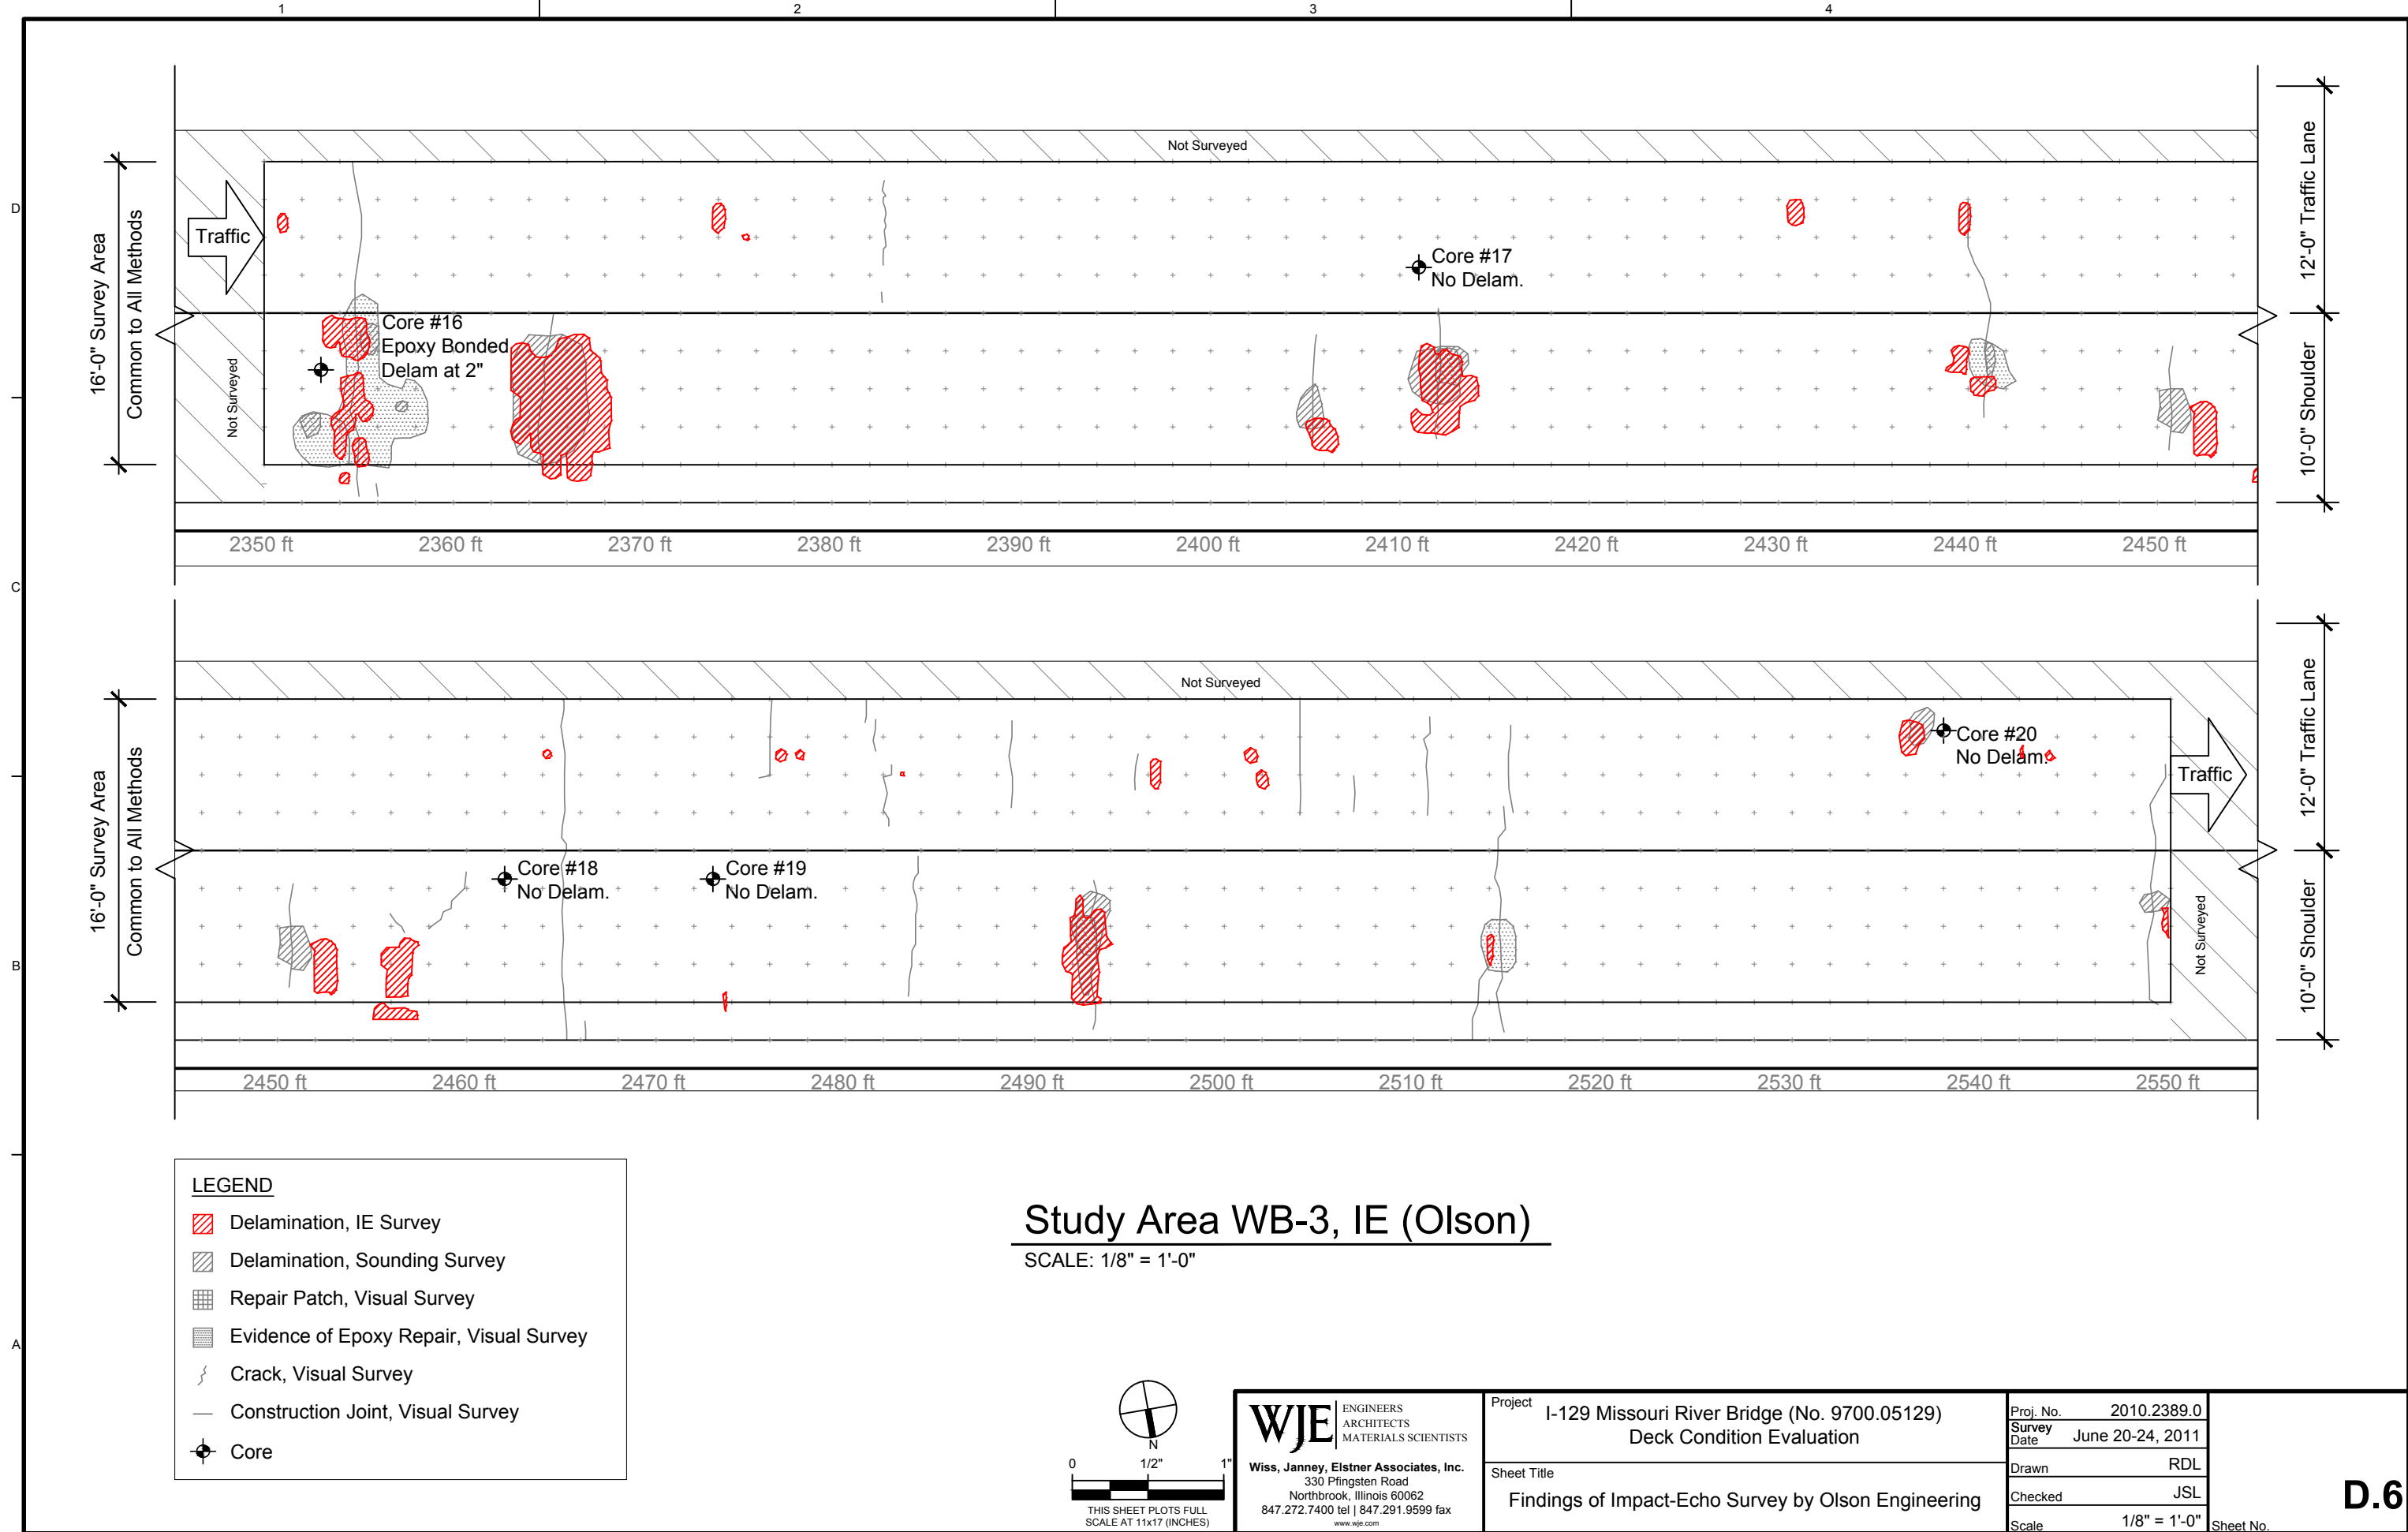 1 2 3 4
D
C
B
A
Not Surveyed
16'-0" Survey Area
Common to All Methods
Traffic
Not Surveyed
Core #16
Epoxy Bonded
Delam at 2"
Core #17
No Delam.
12'-0" Traffic Lane
10'-0" Shoulder
2350 ft 2360 ft 2370 ft 2380 ft 2390 ft 2400 ft 2410 ft 2420 ft 2430 ft 2440 ft 2450 ft
Not Surveyed
16'-0" Survey Area
Common to All Methods
Core #18
No Delam.
Core #19
No Delam.
Core #20
No Delam.
Traffic
Not Surveyed
12'-0" Traffic Lane
10'-0" Shoulder
2450 ft 2460 ft 2470 ft 2480 ft 2490 ft 2500 ft 2510 ft 2520 ft 2530 ft 2540 ft 2550 ft
LEGEND
Delamination, IE Survey
Delamination, Sounding Survey
Repair Patch, Visual Survey
Evidence of Epoxy Repair, Visual Survey
Crack, Visual Survey
Construction Joint, Visual Survey
Core
Study Area WB-3, IE (Olson)
SCALE: 1/8" = 1'-0"
N
0 1/2" 1"
THIS SHEET PLOTS FULL
SCALE AT 11x17 (INCHES)
WJE
ENGINEERS
ARCHITECTS
MATERIALS SCIENTISTS
Wiss, Janney, Elstner Associates, Inc.
330 Pfingsten Road
Northbrook, Illinois 60062
847.272.7400 tel | 847.291.9599 fax
www.wje.com
Project
I-129 Missouri River Bridge (No. 9700.05129)
Deck Condition Evaluation
Sheet Title
Findings of Impact-Echo Survey by Olson Engineering
Proj. No. 2010.2389.0
Survey
Date June 20-24, 2011
Drawn RDL
Checked JSL
Scale 1/8" = 1'-0"
Sheet No.
D.6